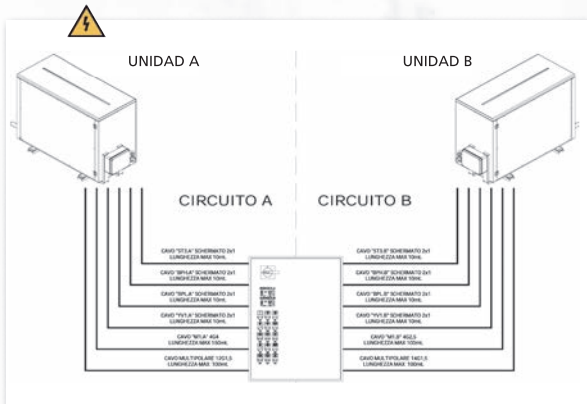 UNIDAD A
UNIDAD B
CIRCUITO A
CIRCUITO B
CAVO "ST3.A" SCHERMATO 2x1
LUNGHEZZA MAX 10mt.
CAVO "BPH.A" SCHERMATO 2x1
LUNGHEZZA MAX 10mt.
CAVO "BPL.A" SCHERMATO 2x1
LUNGHEZZA MAX 10mt.
CAVO "YV1.A" SCHERMATO 2x1
LUNGHEZZA MAX 10mt.
CAVO "M1.A" 4G4
LUNGHEZZA MAX 100mt.
CAVO MULTIPOLARE 12G1,5
LUNGHEZZA MAX 100mt.
CAVO "ST3.B" SCHERMATO 2x1
LUNGHEZZA MAX 10mt.
CAVO "BPH.B" SCHERMATO 2x1
LUNGHEZZA MAX 10mt.
CAVO "BPL.B" SCHERMATO 2x1
LUNGHEZZA MAX 10mt.
CAVO "YV1.B" SCHERMATO 2x1
LUNGHEZZA MAX 10mt.
CAVO "M1.B" 4G2,5
LUNGHEZZA MAX 100mt.
CAVO MULTIPOLARE 14G1,5
LUNGHEZZA MAX 100mt.